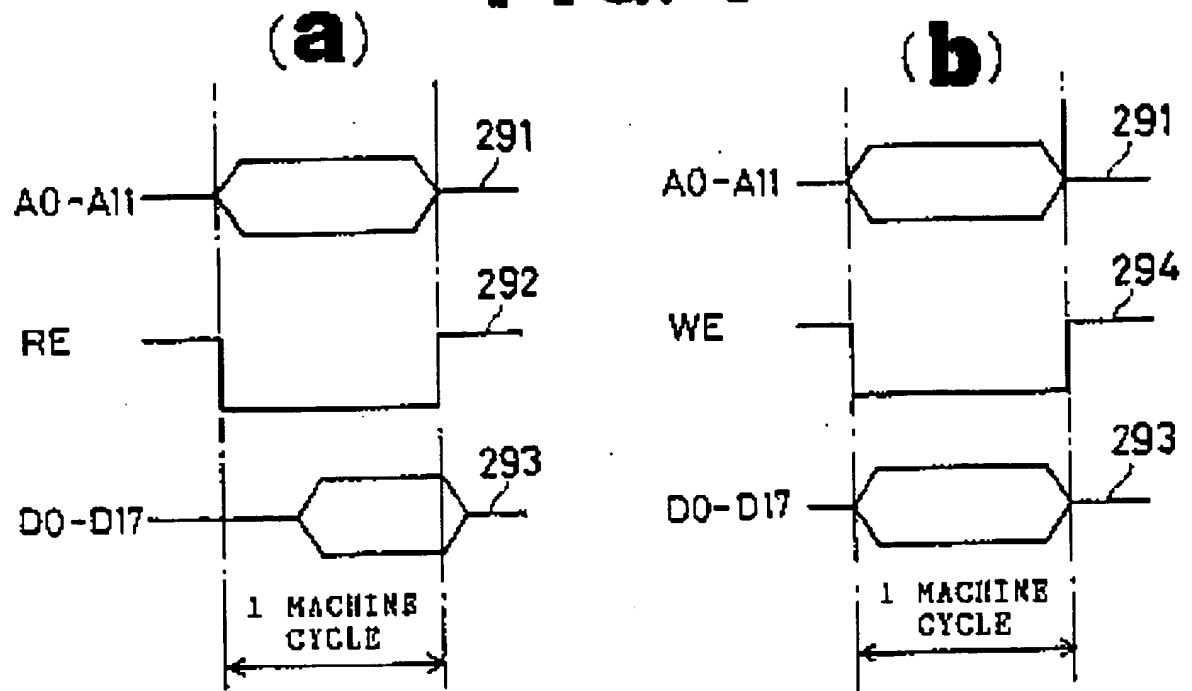 (a)
291
A0-A11
292
RE
293
D0-D17
1 MACHINE
CYCLE
(b)
291
A0-A11
294
WE
293
D0-D17
1 MACHINE
CYCLE